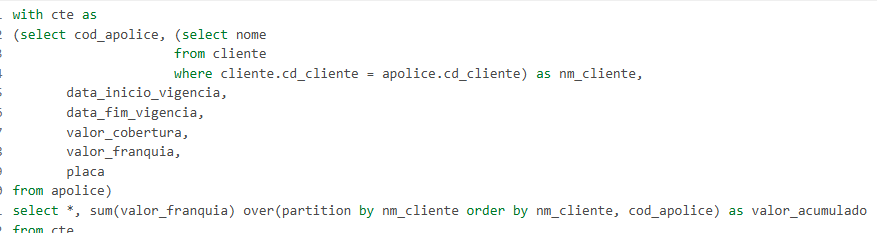 with cte as
(select cod_apolice, (select nome
from cliente
where cliente.cd_cliente = apolice.cd_cliente) as nm_cliente,
data_inicio_vigencia,
data_fim_vigencia,
valor_cobertura,
valor_franquia,
placa
from apolice)
select *, sum(valor_franquia) over(partition by nm_cliente order by nm_cliente, cod_apolice) as valor_acumulado
from cte